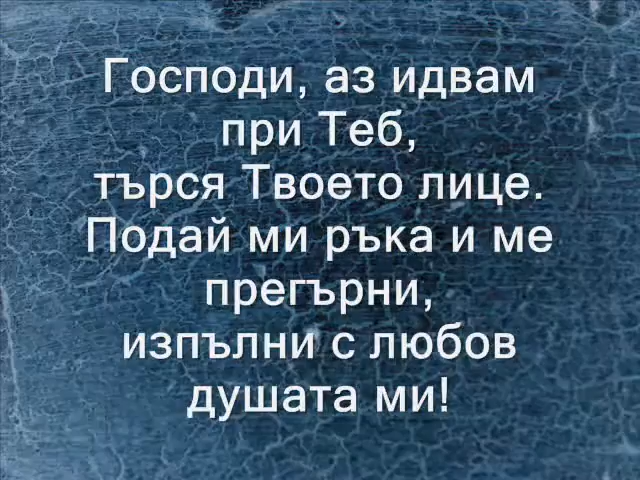 Господи, аз идвам
при Теб,
търся Твоето лице.
Подай ми ръка и ме
прегърни,
изпълни с любов
душата ми!